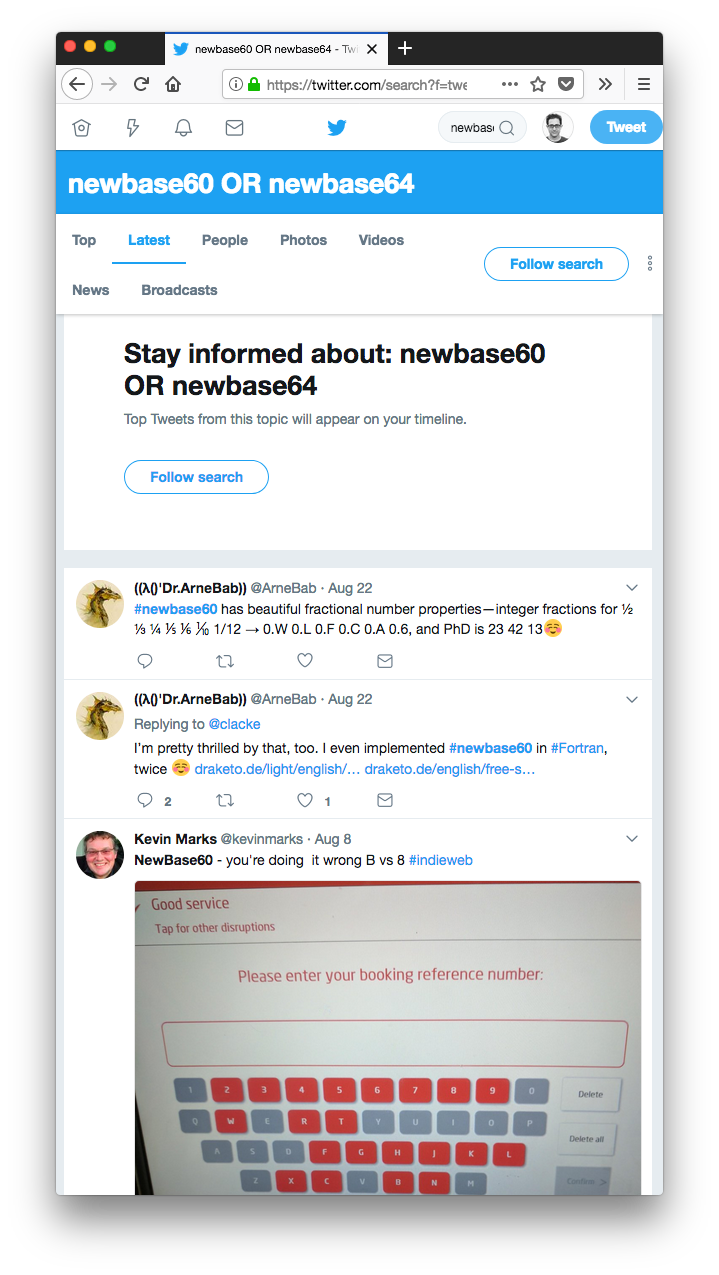 newbase60 OR newbase64 - Twi
https://twitter.com/search?f=twe
newbas
Tweet
newbase60 OR newbase64
Top Latest People Photos Videos
Follow search
News Broadcasts
Stay informed about: newbase60
OR newbase64
Top Tweets from this topic will appear on your timeline.
Follow search
((λ()'Dr.ArneBab)) @ArneBab · Aug 22
#newbase60 has beautiful fractional number properties—integer fractions for ½
⅓ ¼ ⅕ ⅙ ⅒ 1/12 → 0.W 0.L 0.F 0.C 0.A 0.6, and PhD is 23 42 13☺️
((λ()'Dr.ArneBab)) @ArneBab · Aug 22
Replying to @clacke
I'm pretty thrilled by that, too. I even implemented #newbase60 in #Fortran,
twice ☺️ draketo.de/light/english/… draketo.de/english/free-s…
2 1
Kevin Marks @kevinmarks · Aug 8
NewBase60 - you're doing it wrong B vs 8 #indieweb
Good service
Tap for other disruptions
Please enter your booking reference number:
1 2 3 4 5 6 7 8 9 0 Delete
Q W E R T Y U I O P
Delete all
A S D F G H J K L
Z X C V B N M Confirm >